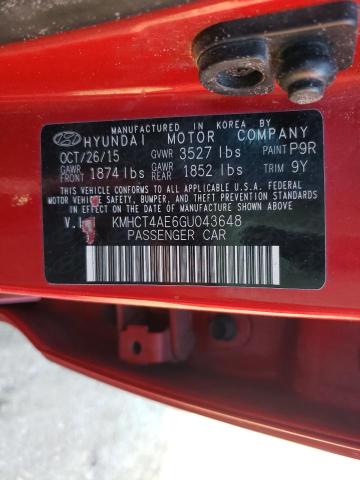 MANUFACTURED IN KOREA BY
HYUNDAI MOTOR COMPANY
OCT/26/15 GVWR 3527 lbs PAINT P9R
GAWR FRONT 1874 lbs GAWR REAR 1852 lbs TRIM 9Y
THIS VEHICLE CONFORMS TO ALL APPLICABLE U.S.A. FEDERAL
MOTOR VEHICLE SAFETY, BUMPER, AND THEFT PREVENTION STANDARDS
IN EFFECT ON THE DATE OF MANUFACTURE SHOWN ABOVE.
V.I. KMHCT4AE6GU043648
PASSENGER CAR